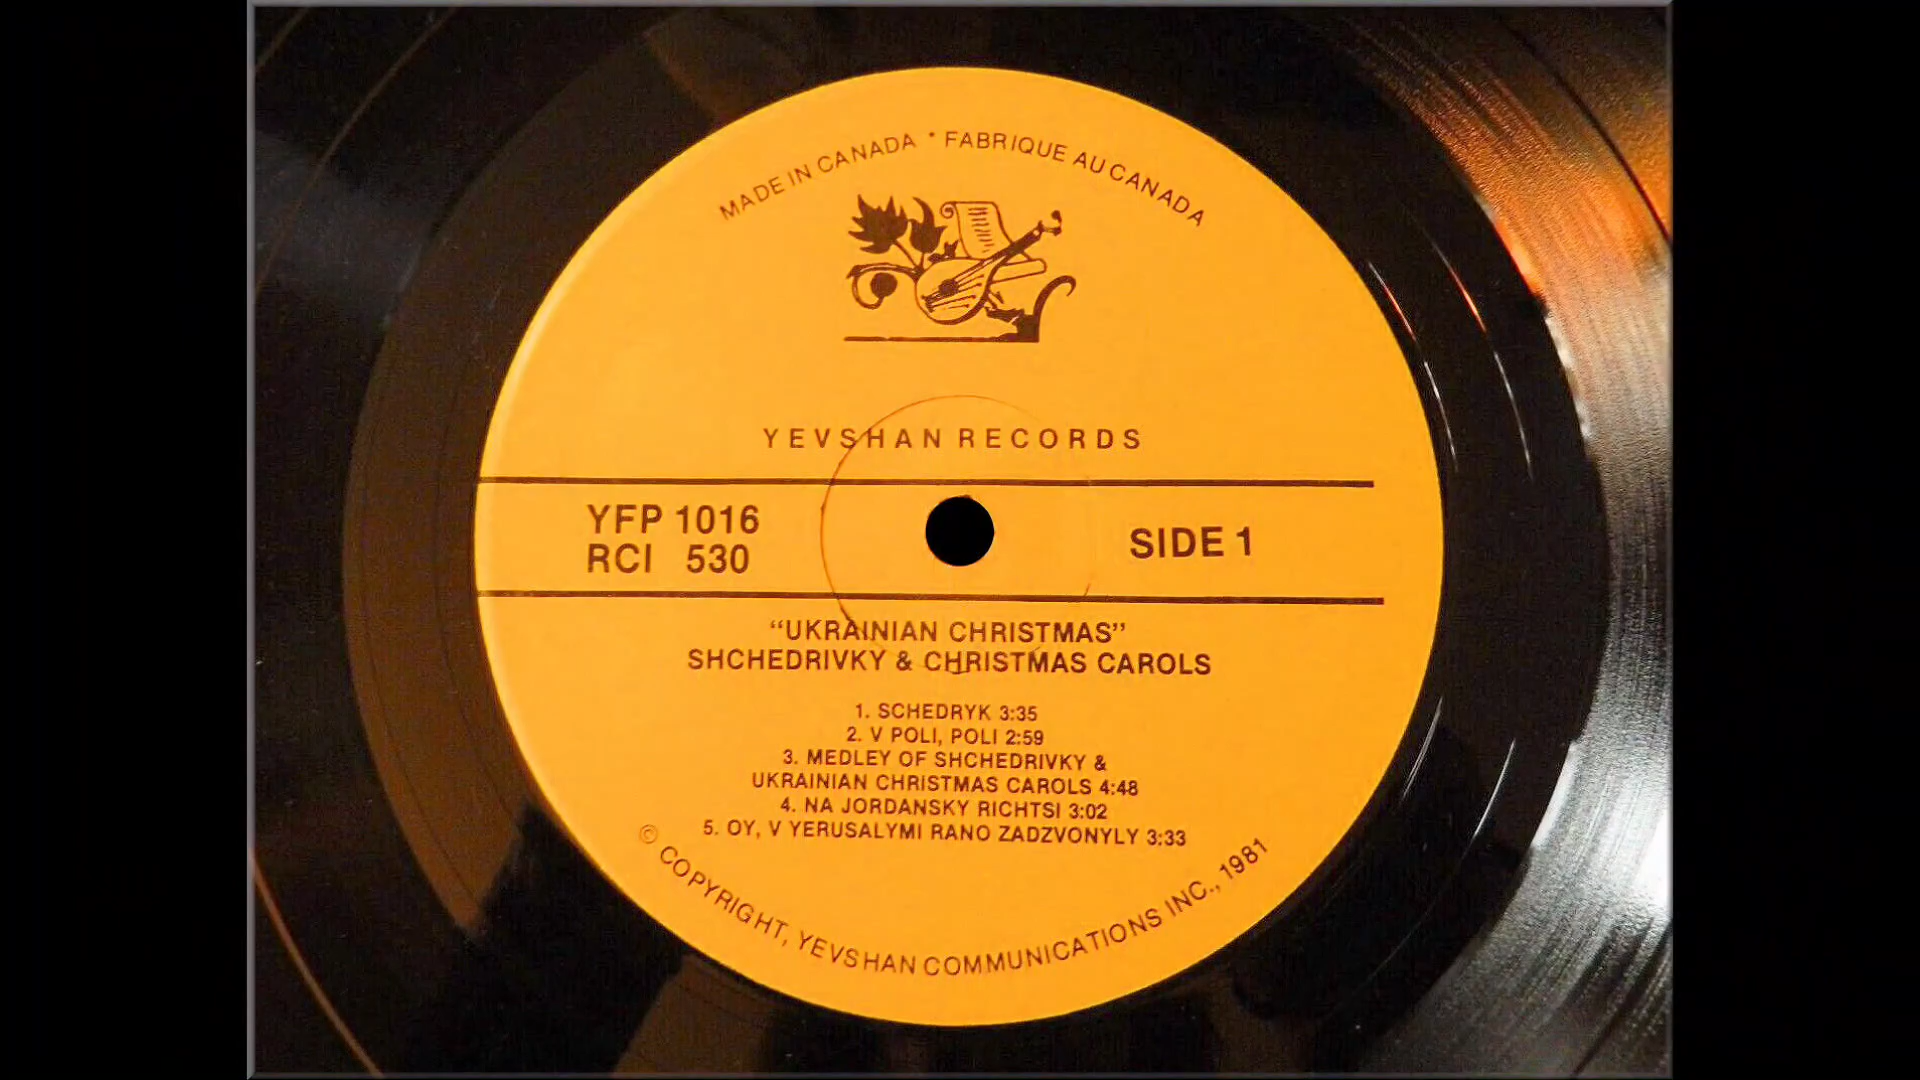 MADE IN CANADA * FABRIQUE AU CANADA
YEVSHAN RECORDS
YFP 1016
RCI 530
SIDE 1
“UKRAINIAN CHRISTMAS”
SHCHEDRIVKY & CHRISTMAS CAROLS
1. SCHEDRYK 3:35
2. V POLI, POLI 2:59
3. MEDLEY OF SHCHEDRIVKY &
UKRAINIAN CHRISTMAS CAROLS 4:48
4. NA JORDANSKY RICHTSI 3:02
5. OY, V YERUSALYMI RANO ZADZVONYLY 3:33
© COPYRIGHT, YEVSHAN COMMUNICATIONS INC., 1981